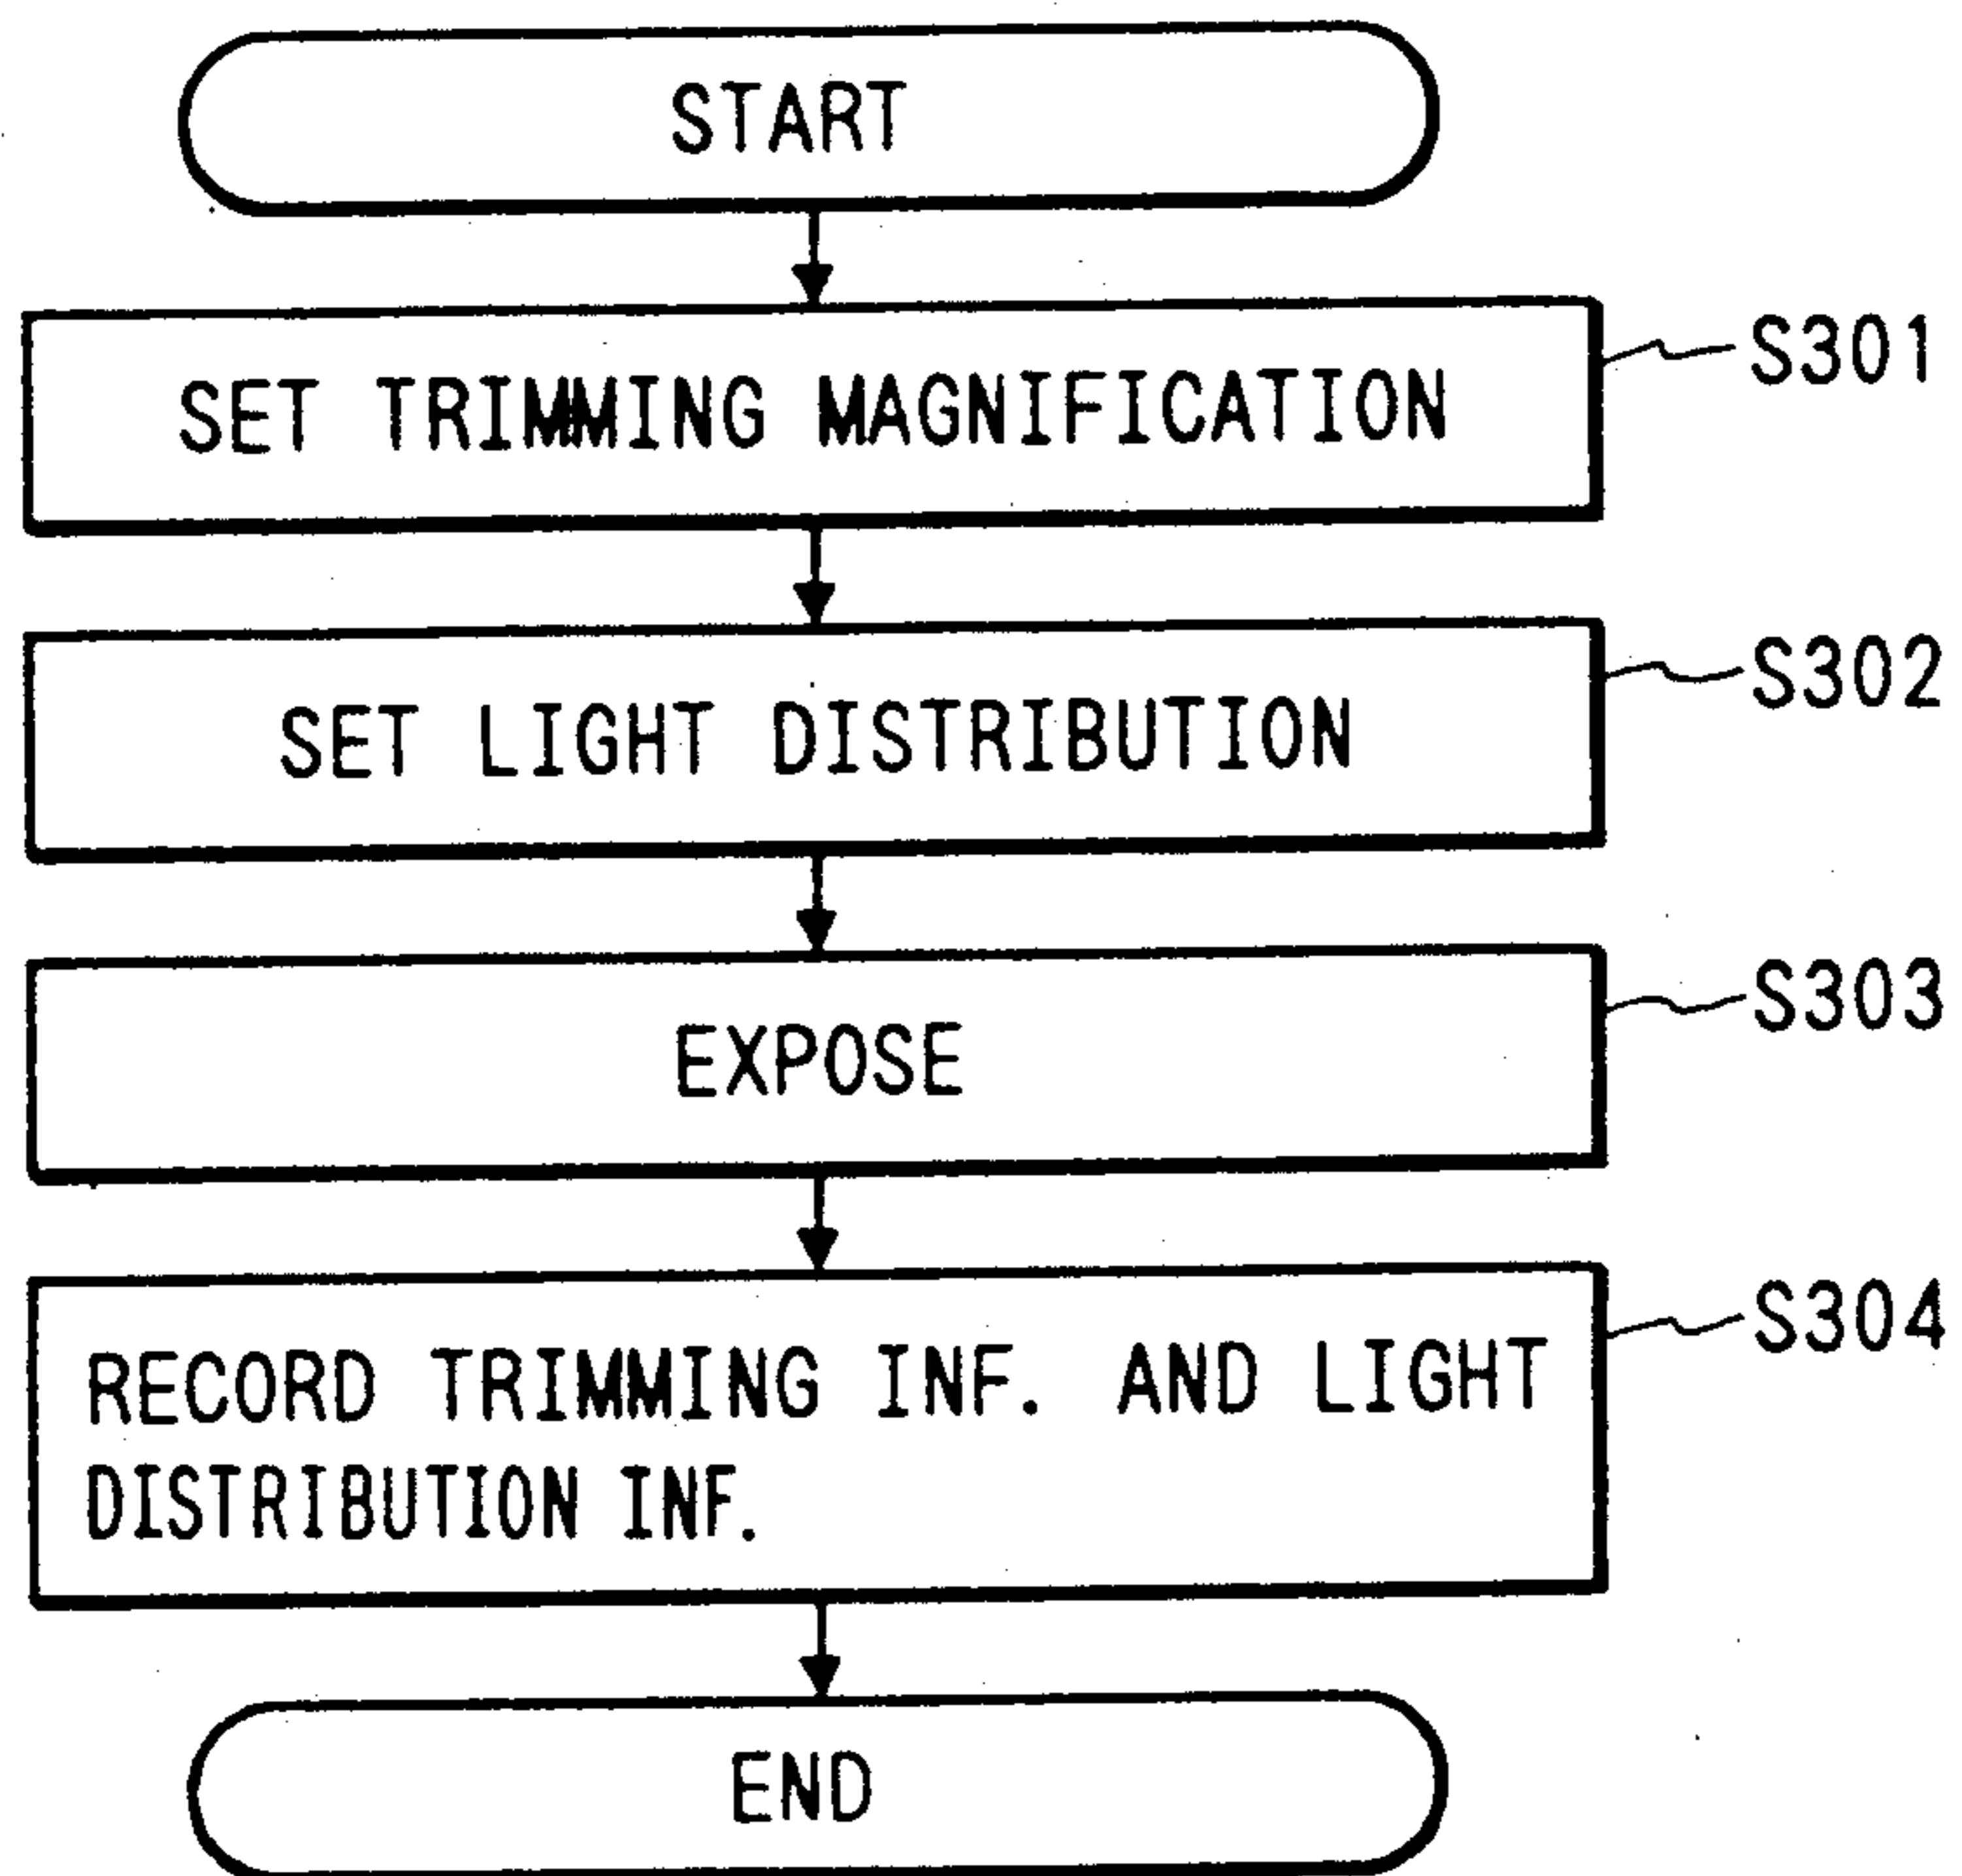 START
SET TRIMMING MAGNIFICATION
S301
SET LIGHT DISTRIBUTION
S302
EXPOSE
S303
RECORD TRIMMING INF. AND LIGHT
DISTRIBUTION INF.
S304
END